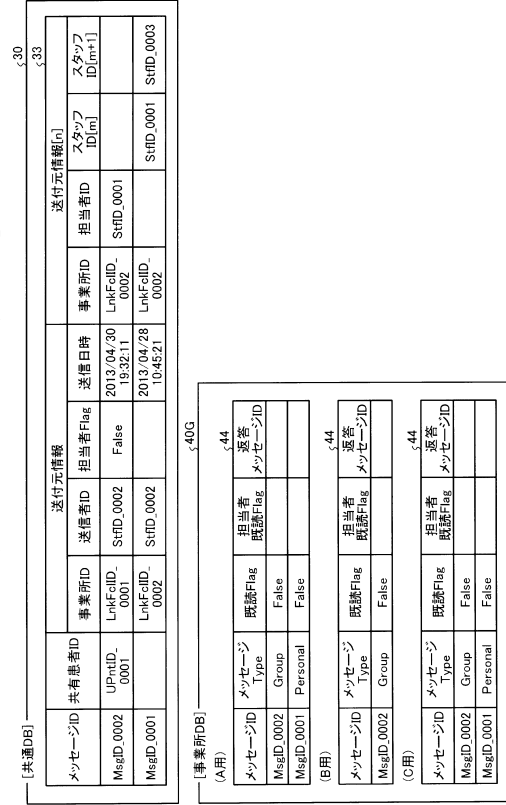 [共通DB]
30
33
メッセージID 共有患者ID 送付元情報 送付元情報[n]
事業所ID 送信者ID 担当者Flag 送信日時 事業所ID 担当者ID スタッフID[m] スタッフID[m+1]
MsgID_0002 UPntID_0001 LnkFclID_0001 StfID_0002 False 2013/04/30 19:32:11 LnkFclID_0002 StfID_0001
MsgID_0001 LnkFclID_0002 StfID_0002 2013/04/28 10:45:21 LnkFclID_0002 StfID_0001 StfID_0003
[事業所DB]
40G
(A用)
44
メッセージID メッセージType 既読Flag 担当者既読Flag 返答メッセージID
MsgID_0002 Group False
MsgID_0001 Personal False
(B用)
44
メッセージID メッセージType 既読Flag 担当者既読Flag 返答メッセージID
MsgID_0002 Group False
(C用)
44
メッセージID メッセージType 既読Flag 担当者既読Flag 返答メッセージID
MsgID_0002 Group False
MsgID_0001 Personal False